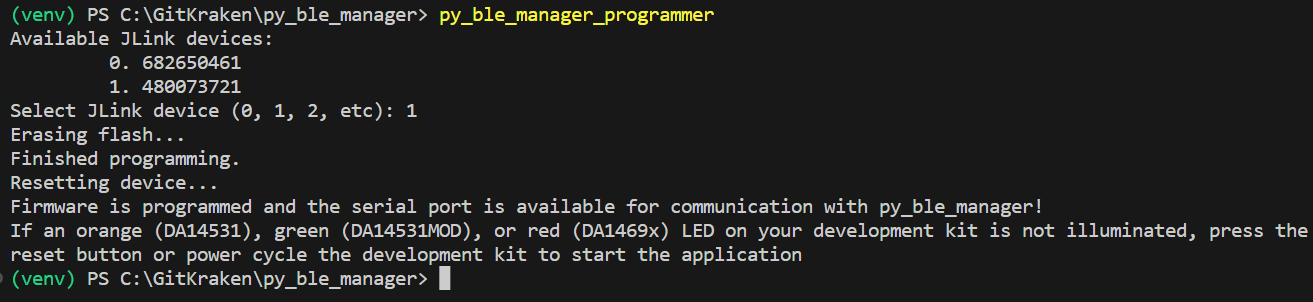 (venv) PS C:\GitKraken\py_ble_manager> py_ble_manager_programmer
Available JLink devices:
        0. 682650461
        1. 480073721
Select JLink device (0, 1, 2, etc): 1
Erasing flash...
Finished programming.
Resetting device...
Firmware is programmed and the serial port is available for communication with py_ble_manager!
If an orange (DA14531), green (DA14531MOD), or red (DA1469x) LED on your development kit is not illuminated, press the
reset button or power cycle the development kit to start the application
(venv) PS C:\GitKraken\py_ble_manager>